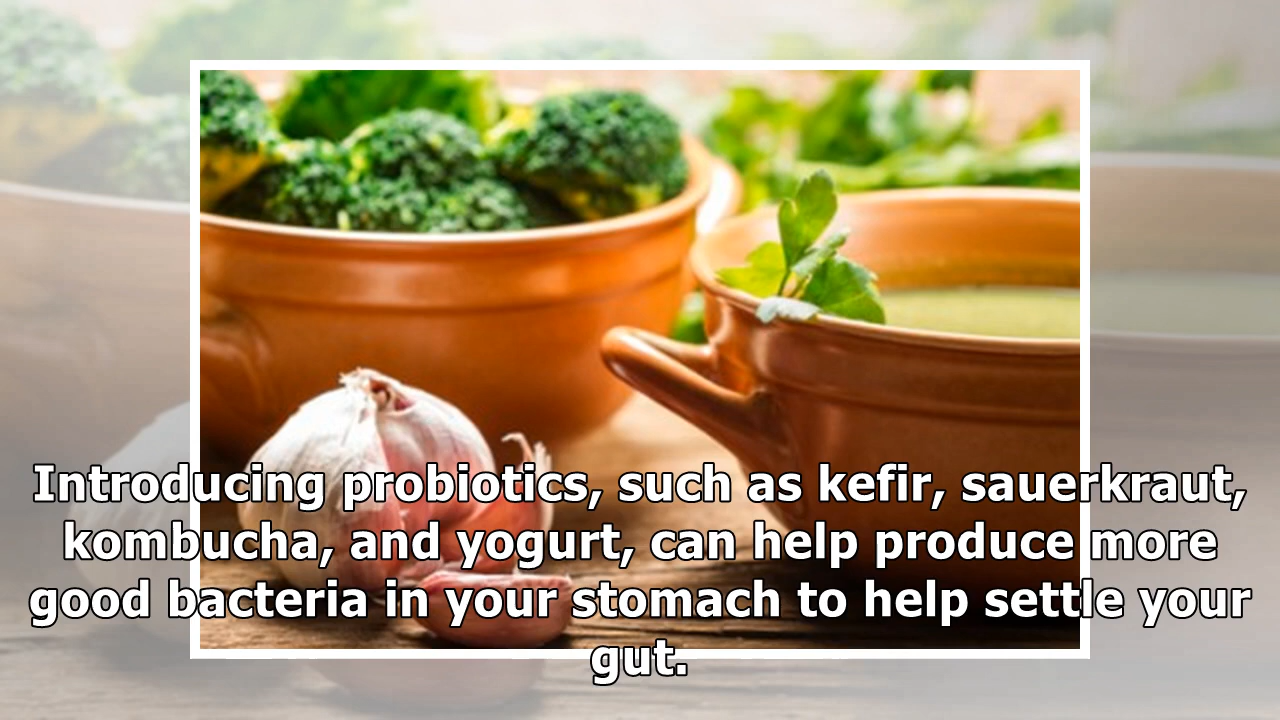 Introducing probiotics, such as kefir, sauerkraut,
kombucha, and yogurt, can help produce more
good bacteria in your stomach to help settle your
gut.